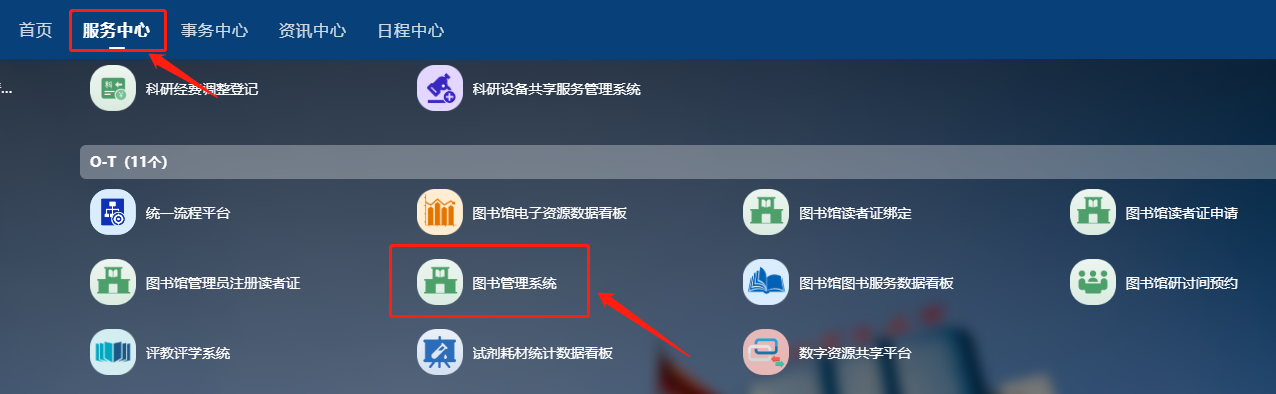 首页 服务中心 事务中心 资讯中心 日程中心
科研经费调整登记 科研设备共享服务管理系统
O-T（11个）
统一流程平台 图书馆电子资源数据看板 图书馆读者证绑定 图书馆读者证申请
图书馆管理员注册读者证 图书管理系统 图书馆图书服务数据看板 图书馆研讨间预约
评教评学系统 试剂耗材统计数据看板 数字资源共享平台